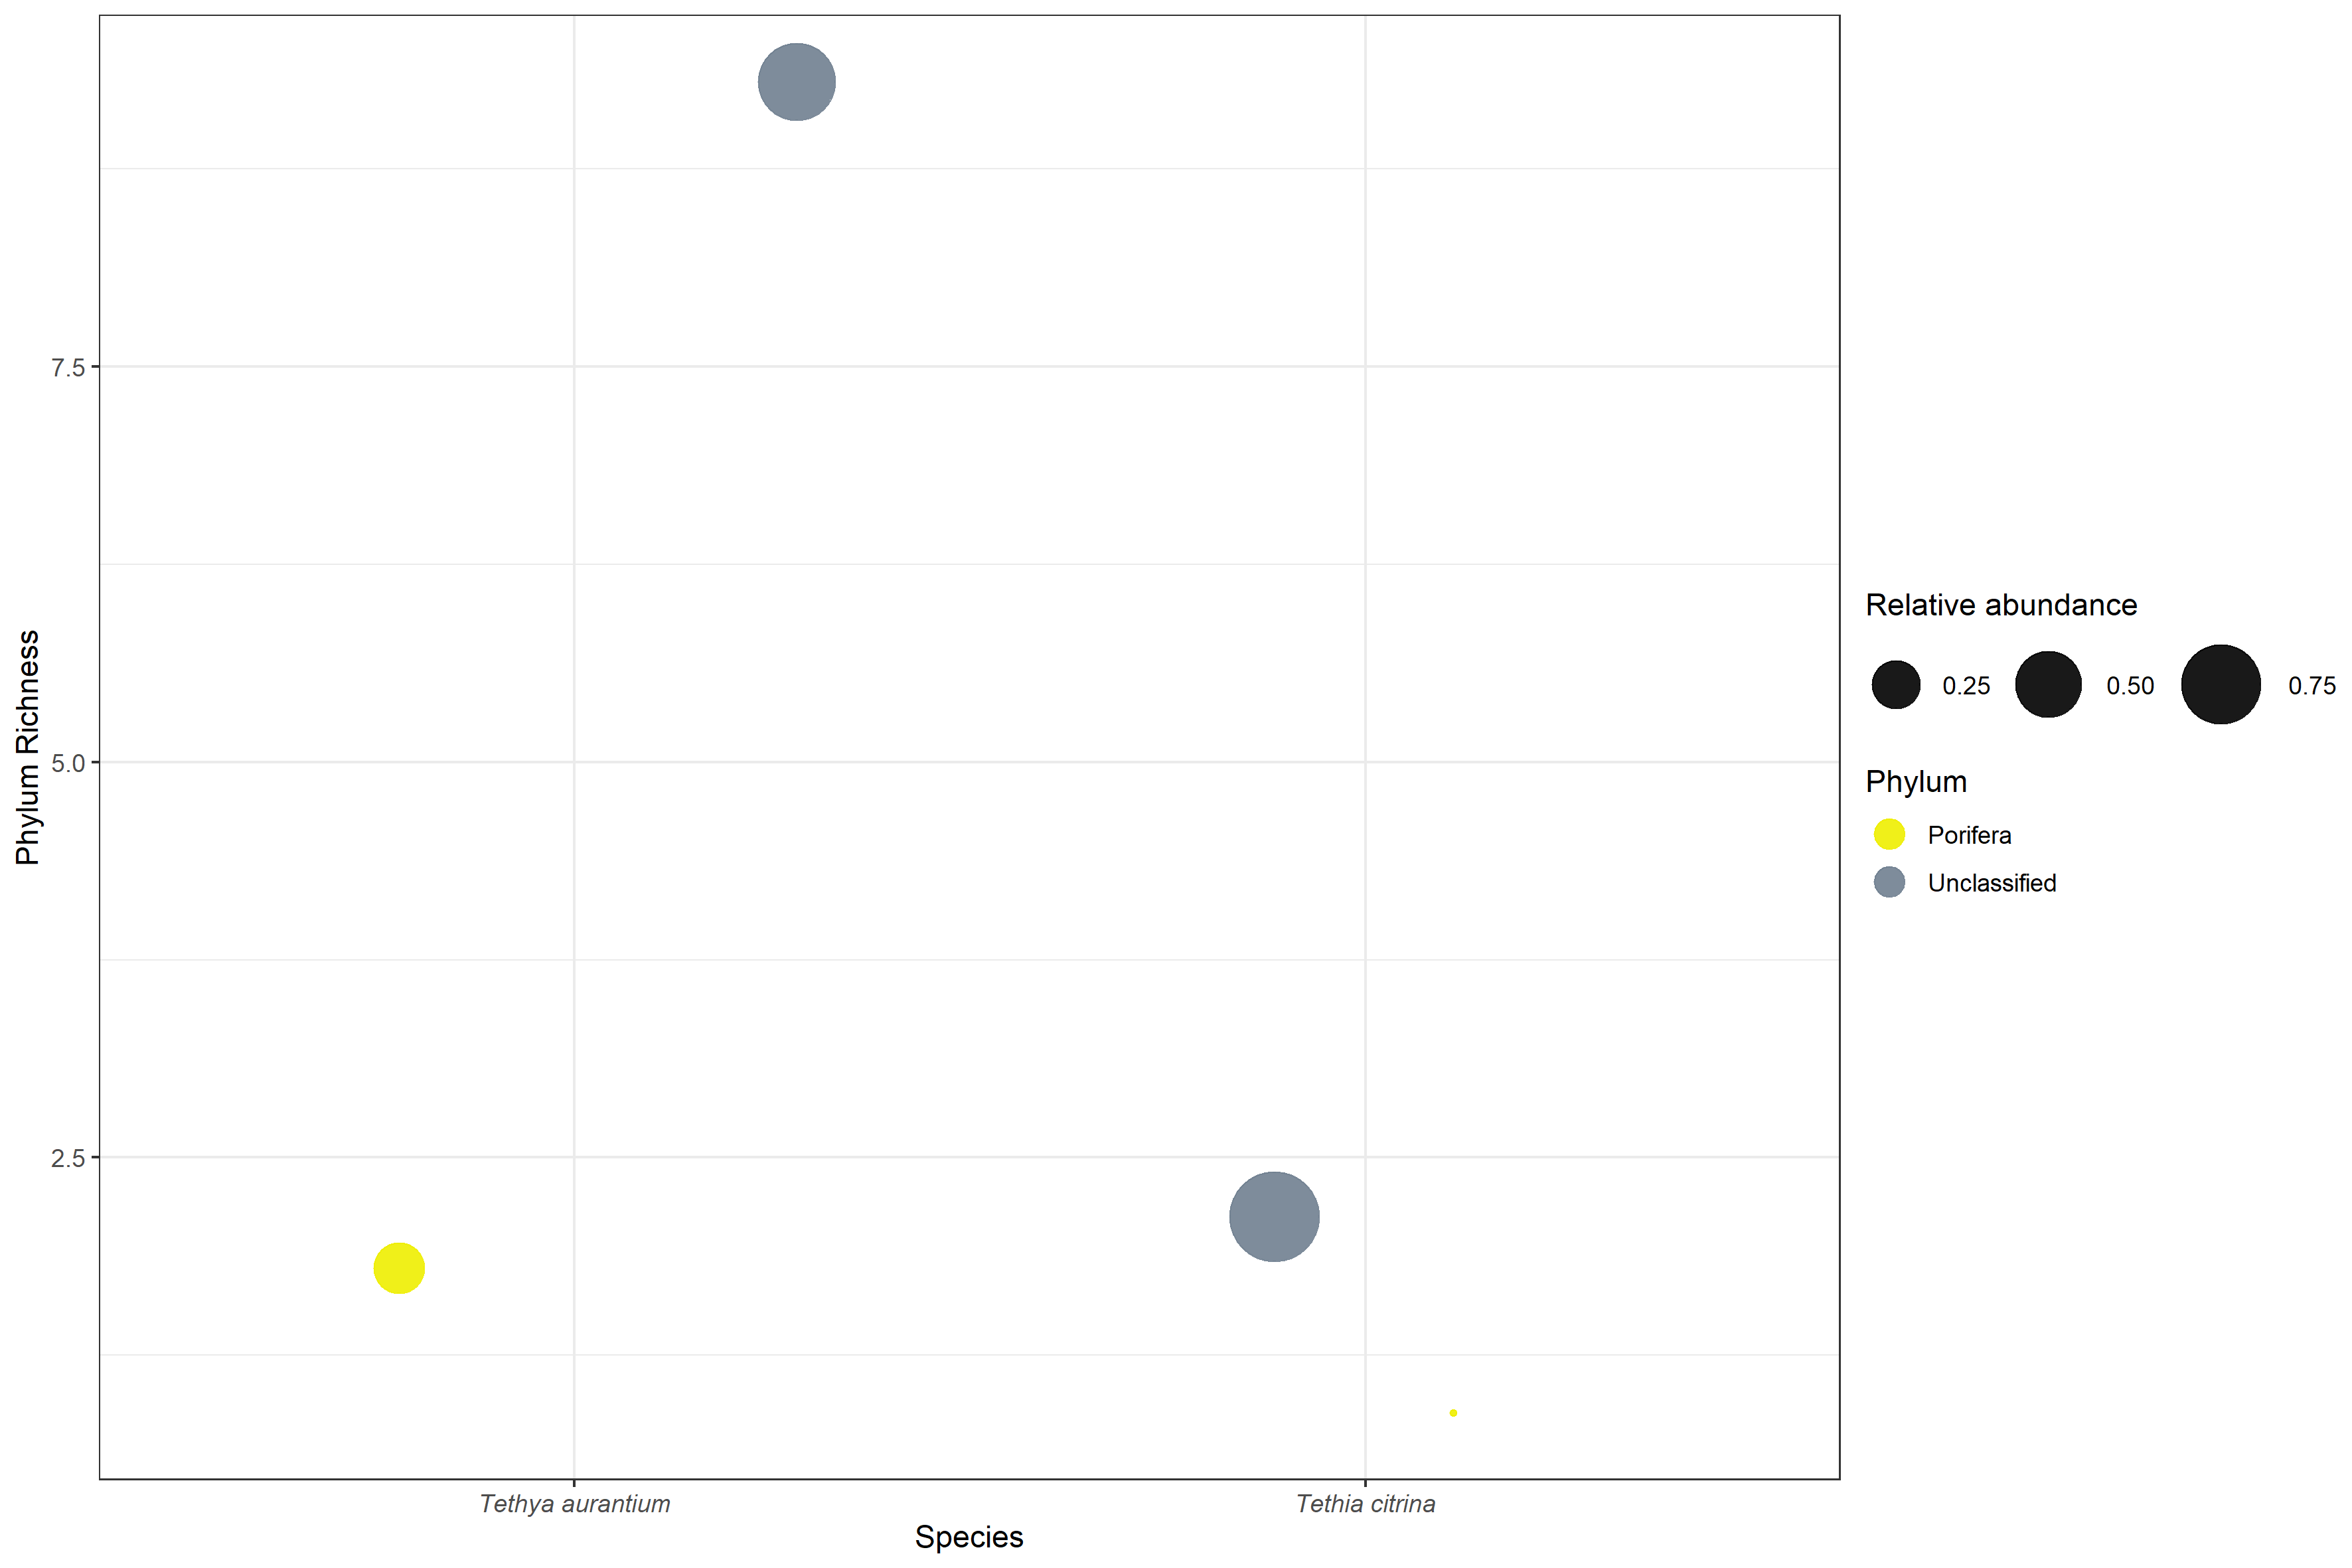 Phylum Richness
7.5
5.0
2.5
Tethya aurantium
Tethia citrina
Species
Relative abundance
0.25 0.50 0.75
Phylum
Porifera
Unclassified